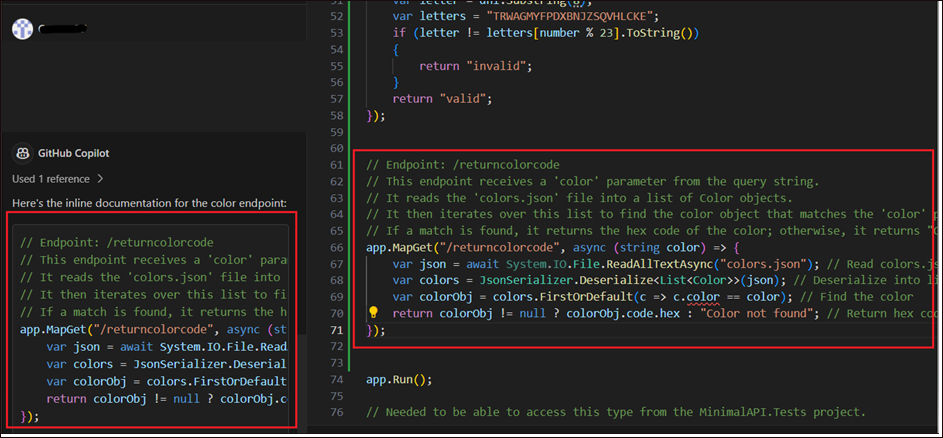 GitHub Copilot
Used 1 reference >
Here's the inline documentation for the color endpoint:
// Endpoint: /returncolorcode
// This endpoint receives a 'color' para
// It reads the 'colors.json' file into
// It then iterates over this list to fi
// If a match is found, it returns the h
app.MapGet("/returncolorcode", async (st
var json = await System.IO.File.Read
var colors = JsonSerializer.Deserial
var colorObj = colors.FirstOrDefault
return colorObj != null ? colorObj.c
});
51 var letter = dni.Substring(8);
52 var letters = "TRWAGMYFPDXBNJZSQVHLCKE";
53 if (letter != letters[number % 23].ToString())
54 {
55 return "invalid";
56 }
57 return "valid";
58 });
59
60
61 // Endpoint: /returncolorcode
62 // This endpoint receives a 'color' parameter from the query string.
63 // It reads the 'colors.json' file into a list of Color objects.
64 // It then iterates over this list to find the color object that matches the 'color' p
65 // If a match is found, it returns the hex code of the color; otherwise, it returns "C
66 app.MapGet("/returncolorcode", async (string color) => {
67 var json = await System.IO.File.ReadAllTextAsync("colors.json"); // Read colors.js
68 var colors = JsonSerializer.Deserialize<List<Color>>(json); // Deserialize into li
69 var colorObj = colors.FirstOrDefault(c => c.color == color); // Find the color
70 return colorObj != null ? colorObj.code.hex : "Color not found"; // Return hex cod
71 });
72
73
74 app.Run();
75
76 // Needed to be able to access this type from the MinimalAPI.Tests project.